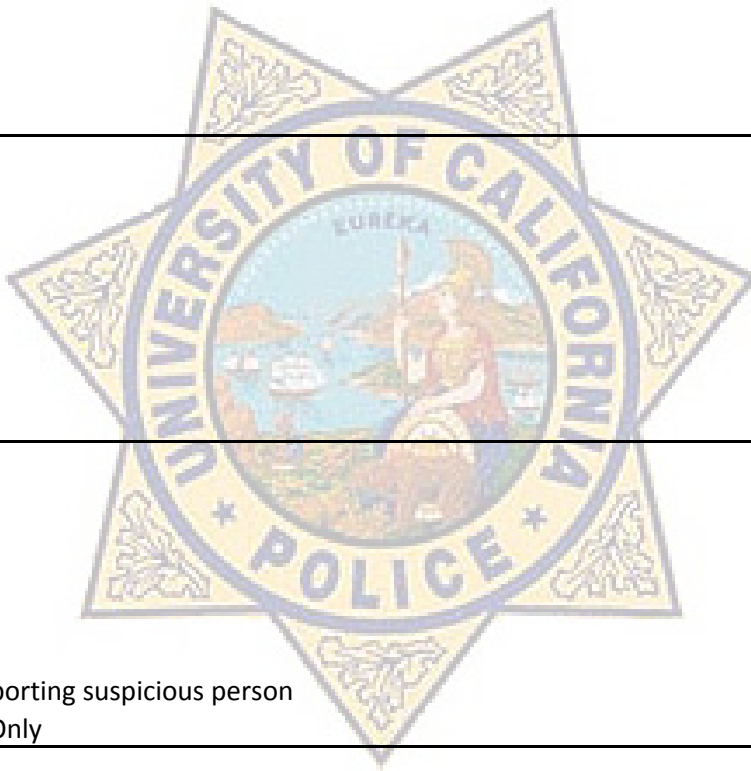 UNIVERSITY OF CALIFORNIA
EUREKA
POLICE
porting suspicious person
Only